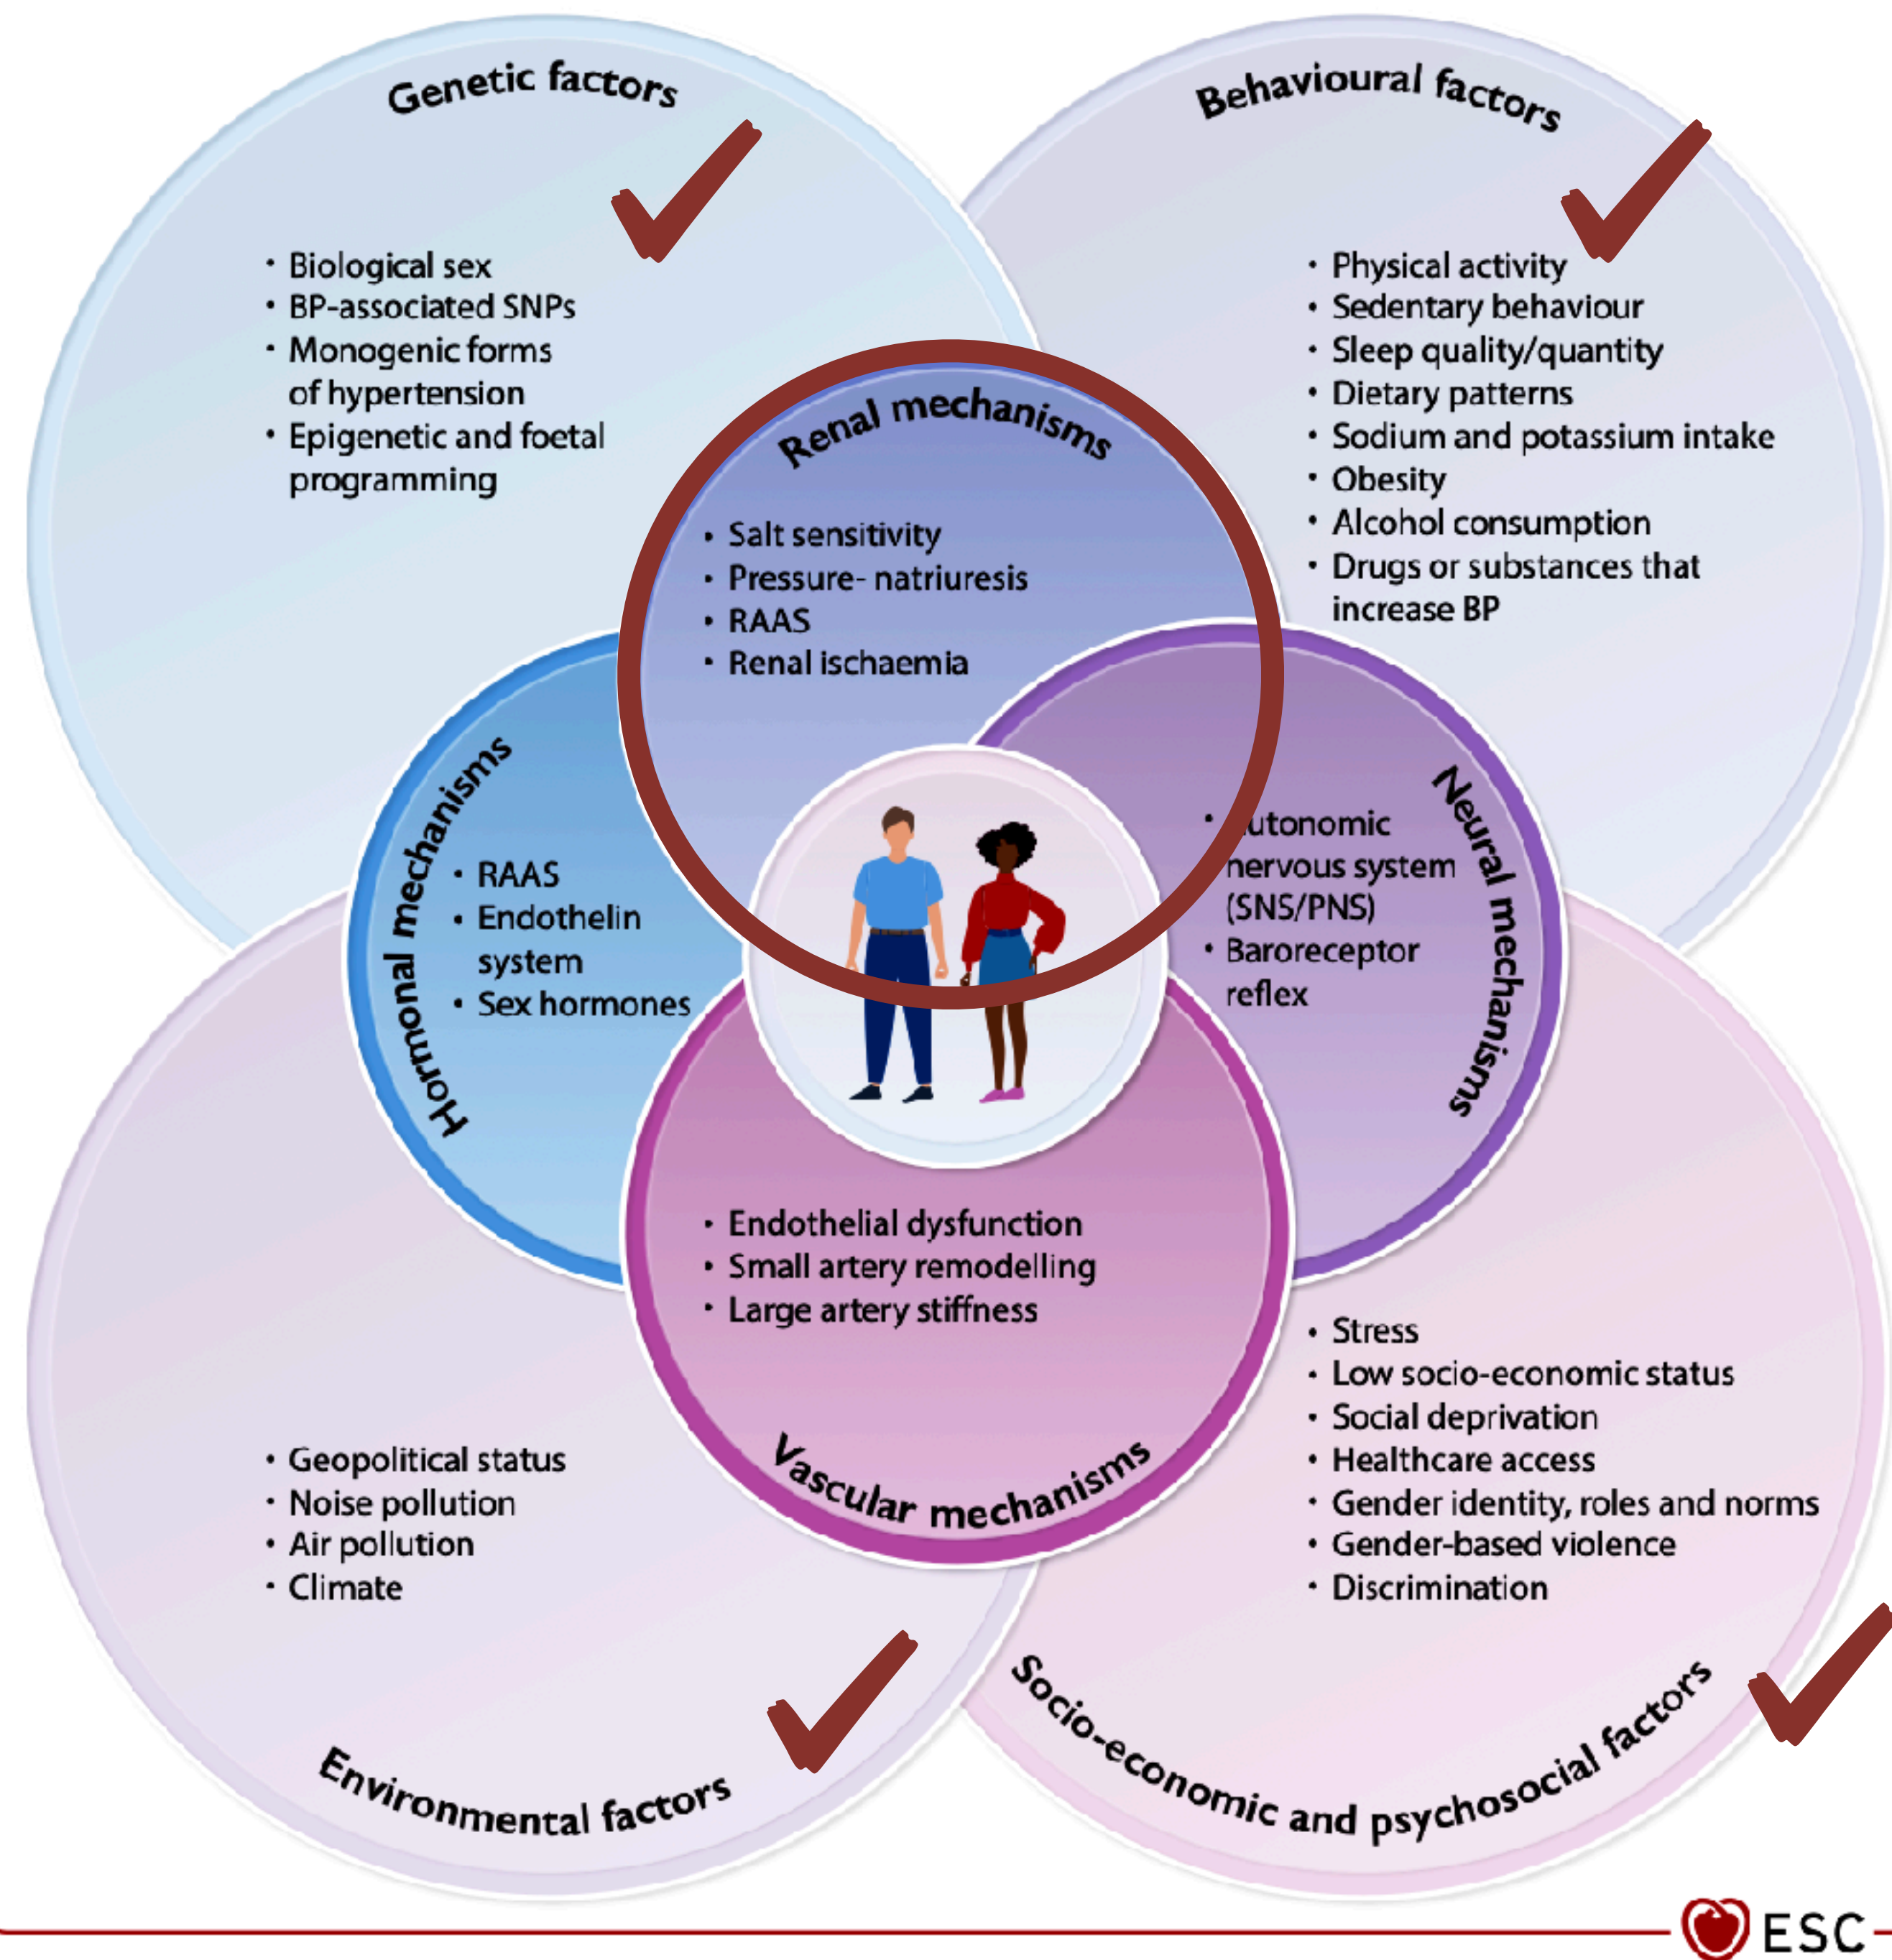 Genetic factors
• Biological sex
• BP-associated SNPs
• Monogenic forms
of hypertension
• Epigenetic and foetal
programming
Behavioural factors
• Physical activity
• Sedentary behaviour
• Sleep quality/quantity
• Dietary patterns
• Sodium and potassium intake
• Obesity
• Alcohol consumption
• Drugs or substances that
increase BP
Renal mechanisms
• Salt sensitivity
• Pressure- natriuresis
• RAAS
• Renal ischaemia
Hormonal mechanisms
• RAAS
• Endothelin
system
• Sex hormones
Neural mechanisms
• utonomic
nervous system
(SNS/PNS)
• Baroreceptor
reflex
• Endothelial dysfunction
• Small artery remodelling
• Large artery stiffness
Vascular mechanisms
• Geopolitical status
• Noise pollution
• Air pollution
• Climate
Environmental factors
• Stress
• Low socio-economic status
• Social deprivation
• Healthcare access
• Gender identity, roles and norms
• Gender-based violence
• Discrimination
Socio-economic and psychosocial factors
ESC